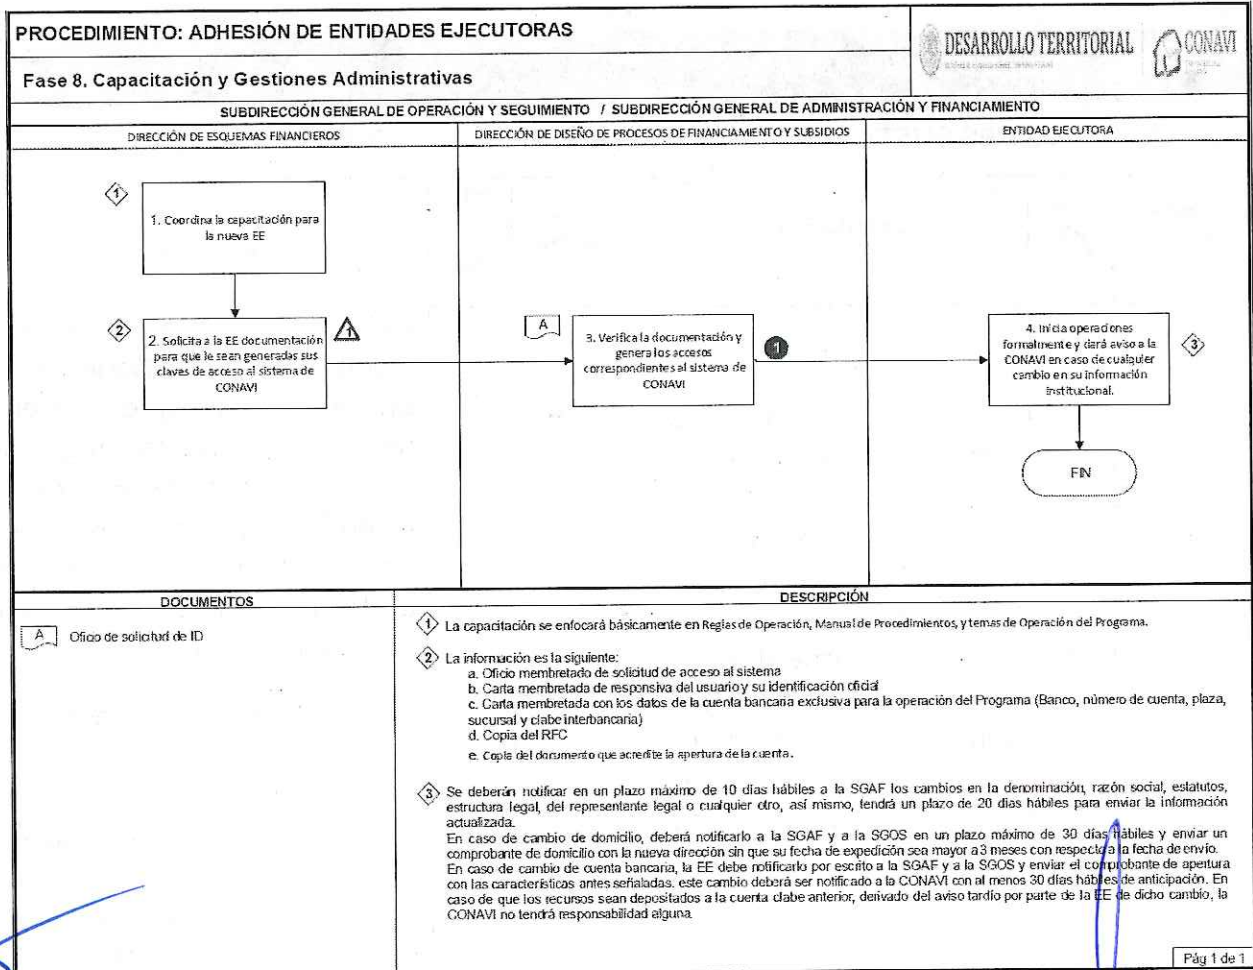 PROCEDIMIENTO: ADHESIÓN DE ENTIDADES EJECUTORAS
DESARROLLO TERRITORIAL
CONAVI
Fase 8. Capacitación y Gestiones Administrativas
SUBDIRECCIÓN GENERAL DE OPERACIÓN Y SEGUIMIENTO / SUBDIRECCIÓN GENERAL DE ADMINISTRACIÓN Y FINANCIAMIENTO
DIRECCIÓN DE ESQUEMAS FINANCIEROS
DIRECCIÓN DE DISEÑO DE PROCESOS DE FINANCIAMIENTO Y SUBSIDIOS
ENTIDAD EJECUTORA
1
1. Coordina la capacitación para
la nueva EE
2
2. Solicita a la EE documentación
para que le sean generadas sus
claves de acceso al sistema de
CONAVI
1
A
3. Verifica la documentación y
genera los accesos
correspondientes al sistema de
CONAVI
1
4. Inicia operaciones
formalmente y dará aviso a la
CONAVI en caso de cualquier
cambio en su información
institucional.
3
FIN
DOCUMENTOS
A Oficio de solicitud de ID
DESCRIPCIÓN
1 La capacitación se enfocará básicamente en Reglas de Operación, Manual de Procedimientos, y temas de Operación del Programa.
2 La información es la siguiente:
a. Oficio membretado de solicitud de acceso al sistema
b. Carta membretada de responsiva del usuario y su identificación oficial
c. Carta membretada con los datos de la cuenta bancaria exclusiva para la operación del Programa (Banco, número de cuenta, plaza,
sucursal y clabe interbancaria)
d. Copia del RFC
e. Copia del documento que acredite la apertura de la cuenta.
3 Se deberán notificar en un plazo máximo de 10 días hábiles a la SGAF los cambios en la denominación, razón social, estatutos,
estructura legal, del representante legal o cualquier otro, así mismo, tendrá un plazo de 20 días hábiles para enviar la información
actualizada.
En caso de cambio de domicilio, deberá notificarlo a la SGAF y a la SGOS en un plazo máximo de 30 días hábiles y enviar un
comprobante de domicilio con la nueva dirección sin que su fecha de expedición sea mayor a 3 meses con respecto a la fecha de envío.
En caso de cambio de cuenta bancaria, la EE debe notificarlo por escrito a la SGAF y a la SGOS y enviar el comprobante de apertura
con las características antes señaladas, este cambio deberá ser notificado a la CONAVI con al menos 30 días hábiles de anticipación. En
caso de que los recursos sean depositados a la cuenta clabe anterior, derivado del aviso tardío por parte de la EE de dicho cambio, la
CONAVI no tendrá responsabilidad alguna
Pág 1 de 1